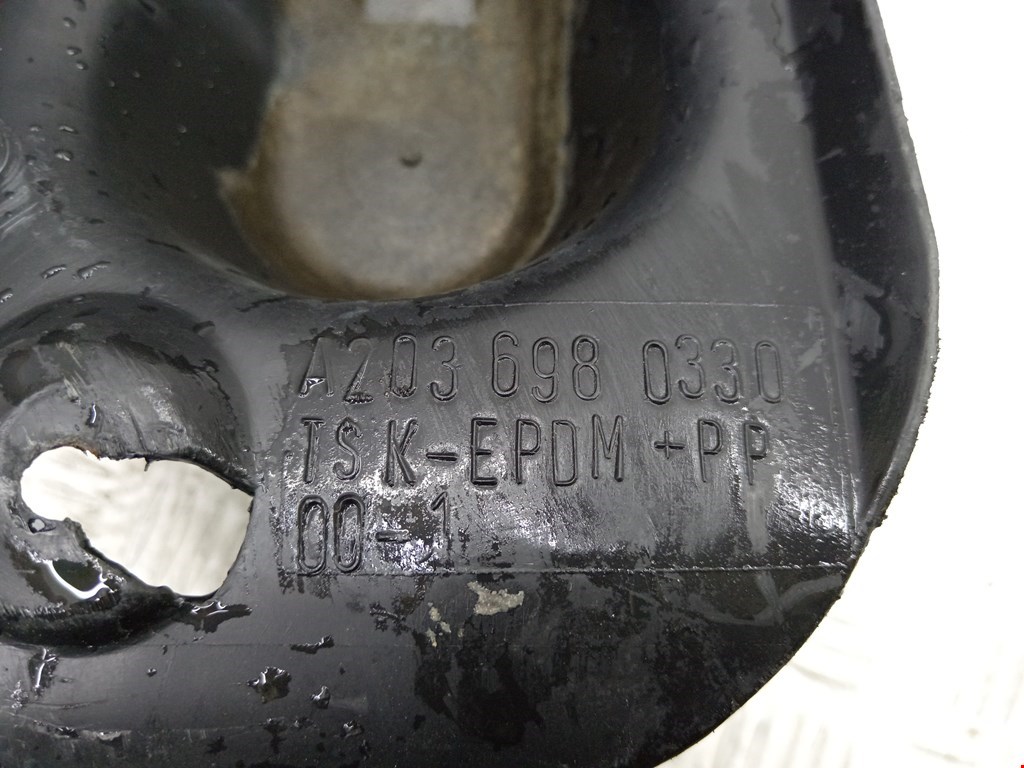 A203 698 0330
TSK-EPDM+PP
00-1